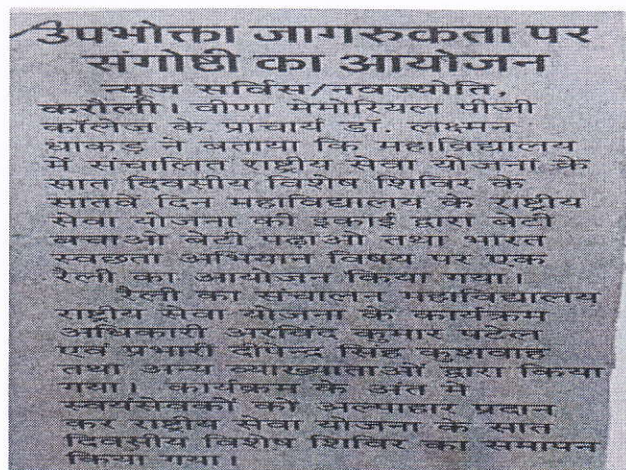 उपभोक्ता जागरुकता पर
संगोष्ठी का आयोजन
न्यूज सर्विस/नवज्योति,
करौली। वीणा मेमोरियल पीजी
कॉलेज के प्राचार्य डॉ. लक्ष्मन
धाकड़ ने बताया कि महाविद्यालय
में संचालित राष्ट्रीय सेवा योजना के
सात दिवसीय विशेष शिविर के
सातवें दिन महाविद्यालय के राष्ट्रीय
सेवा योजना की इकाई द्वारा बेटी
बचाओ बेटी पढ़ाओ तथा भारत
स्वछता अभियान विषय पर एक
रैली का आयोजन किया गया।
रैली का संचालन महाविद्यालय
राष्ट्रीय सेवा योजना के कार्यक्रम
अधिकारी अरविंद कुमार पटेल
एवं प्रभारी दीपेन्द्र सिंह कुशवाह
तथा अन्य व्याख्याताओं द्वारा किया
गया। कार्यक्रम के अंत में
स्वयंसेवकों को अल्पाहार प्रदान
कर राष्ट्रीय सेवा योजना के सात
दिवसीय विशेष शिविर का समापन
किया गया।